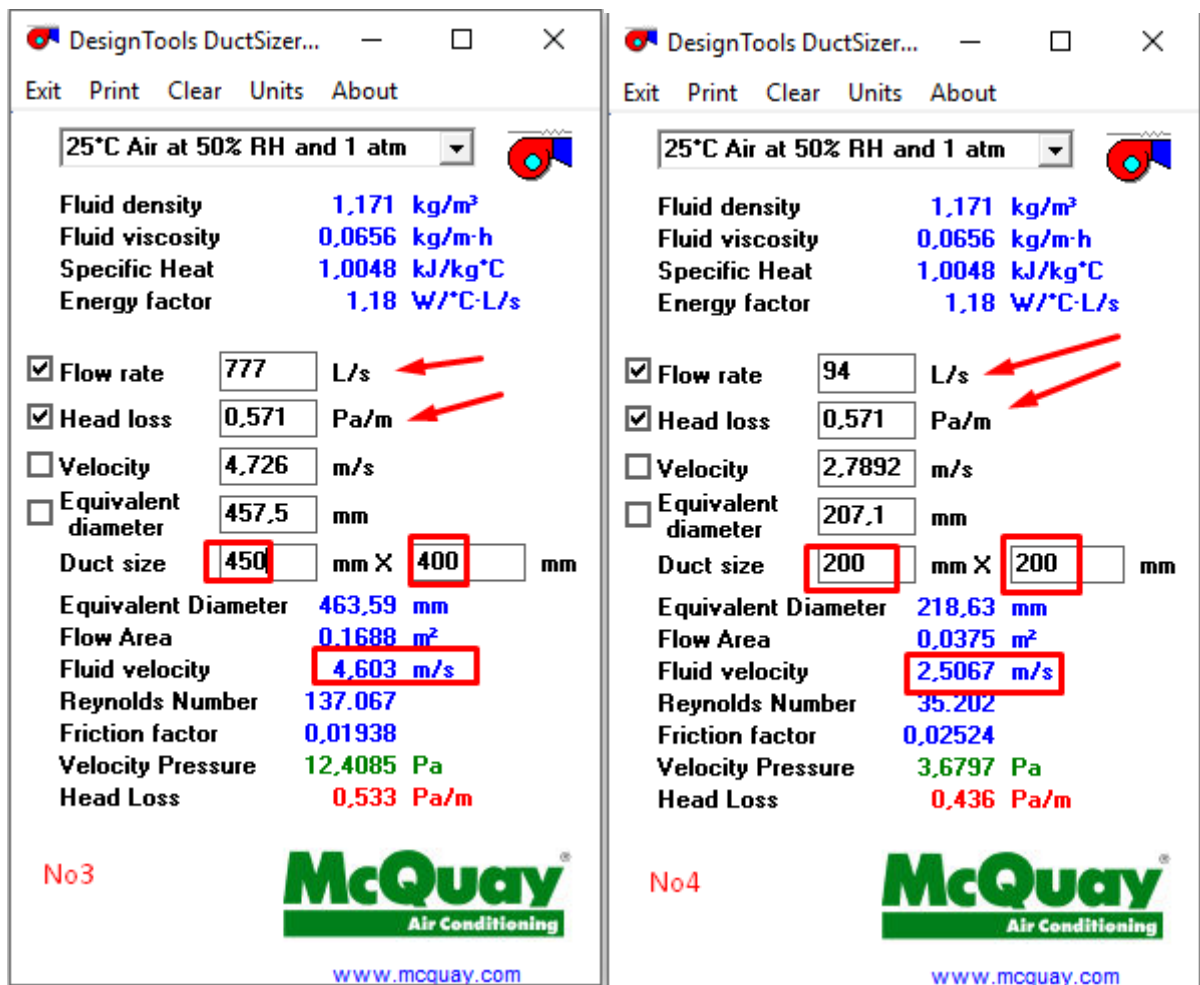 DesignTools DuctSizer...
Exit Print Clear Units About
25°C Air at 50% RH and 1 atm
Fluid density 1,171 kg/m³
Fluid viscosity 0,0656 kg/m·h
Specific Heat 1,0048 kJ/kg°C
Energy factor 1,18 W/°C·L/s
Flow rate 777 L/s
Head loss 0,571 Pa/m
Velocity 4,726 m/s
Equivalent
diameter 457,5 mm
Duct size 450 mm X 400 mm
Equivalent Diameter 463,59 mm
Flow Area 0,1688 m²
Fluid velocity 4,603 m/s
Reynolds Number 137.067
Friction factor 0,01938
Velocity Pressure 12,4085 Pa
Head Loss 0,533 Pa/m
No3
McQuay®
Air Conditioning
www.mcquay.com
DesignTools DuctSizer...
Exit Print Clear Units About
25°C Air at 50% RH and 1 atm
Fluid density 1,171 kg/m³
Fluid viscosity 0,0656 kg/m·h
Specific Heat 1,0048 kJ/kg°C
Energy factor 1,18 W/°C·L/s
Flow rate 94 L/s
Head loss 0,571 Pa/m
Velocity 2,7892 m/s
Equivalent
diameter 207,1 mm
Duct size 200 mm X 200 mm
Equivalent Diameter 218,63 mm
Flow Area 0,0375 m²
Fluid velocity 2,5067 m/s
Reynolds Number 35.202
Friction factor 0,02524
Velocity Pressure 3,6797 Pa
Head Loss 0,436 Pa/m
No4
McQuay®
Air Conditioning
www.mcquay.com